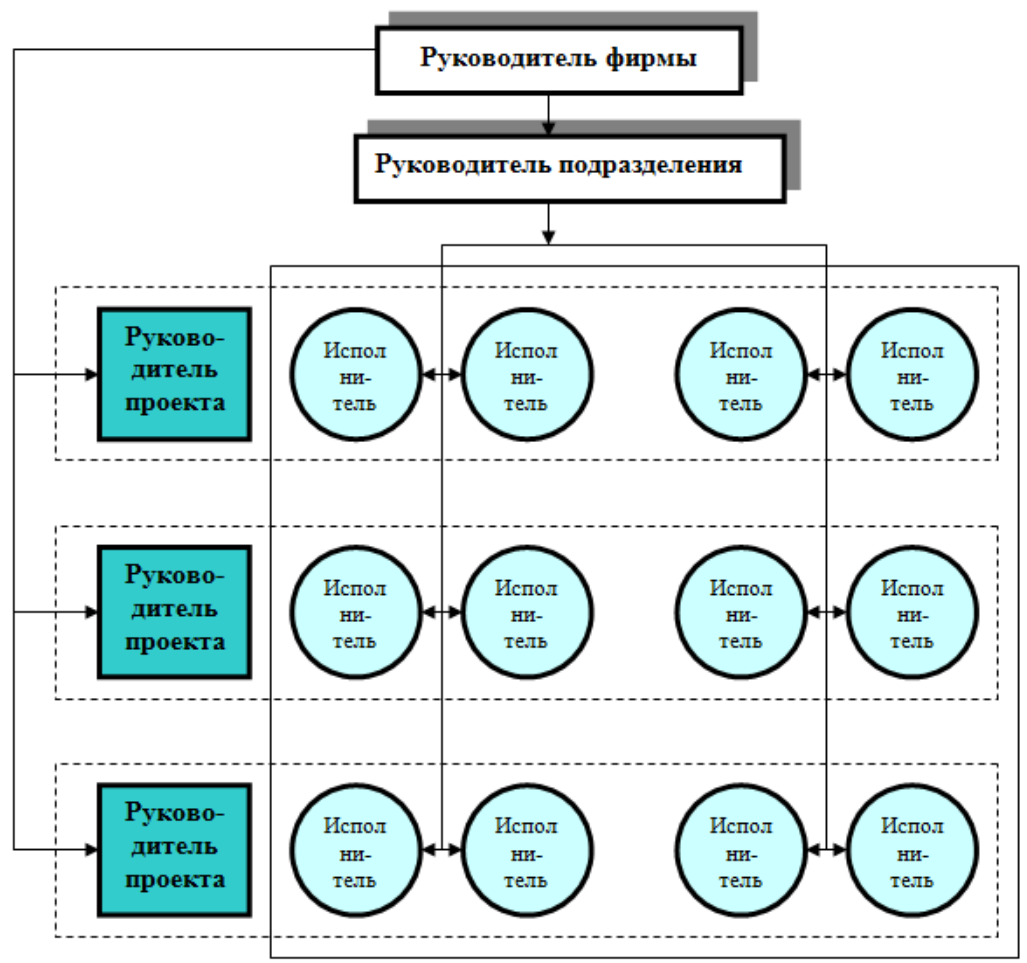 Руководитель фирмы
Руководитель подразделения
Руково-
дитель
проекта
Испол
ни-
тель
Испол
ни-
тель
Испол
ни-
тель
Испол
ни-
тель
Руково-
дитель
проекта
Испол
ни-
тель
Испол
ни-
тель
Испол
ни-
тель
Испол
ни-
тель
Руково-
дитель
проекта
Испол
ни-
тель
Испол
ни-
тель
Испол
ни-
тель
Испол
ни-
тель